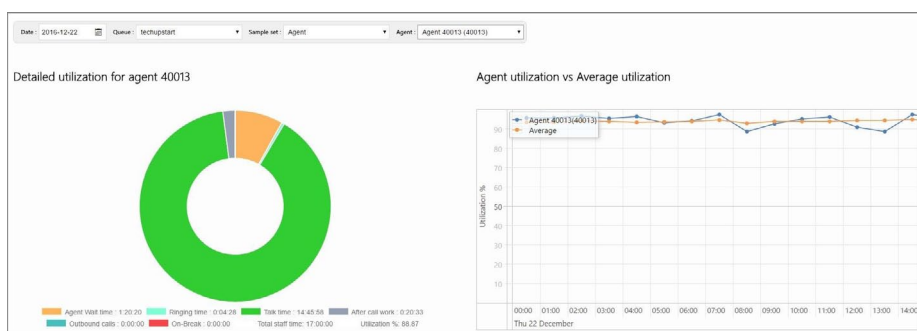 Date : 2016-12-22 Queue : techupstart Sample set : Agent Agent : Agent 40013 (40013)
Detailed utilization for agent 40013
Agent Wait time : 1:20:20 Ringing time : 0:04:28 Talk time : 14:45:58 After call work : 0:20:33
Outbound calls : 0:00:00 On-Break : 0:00:00 Total staff time: 17:00:00 Utilization %: 88.87
Agent utilization vs Average utilization
Agent 40013(40013)
Average
Utilization %
90
80
70
60
50
40
30
20
10
00:00 01:00 02:00 03:00 04:00 05:00 06:00 07:00 08:00 09:00 10:00 11:00 12:00 13:00 14:00
Thu 22 December